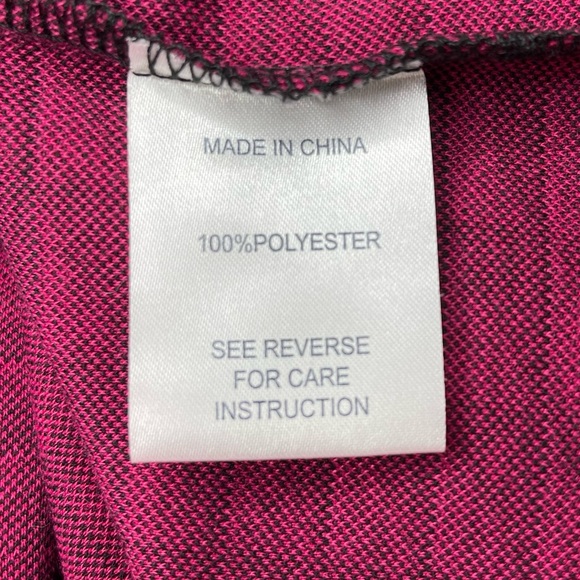 MADE IN CHINA
100%POLYESTER
SEE REVERSE
FOR CARE
INSTRUCTION